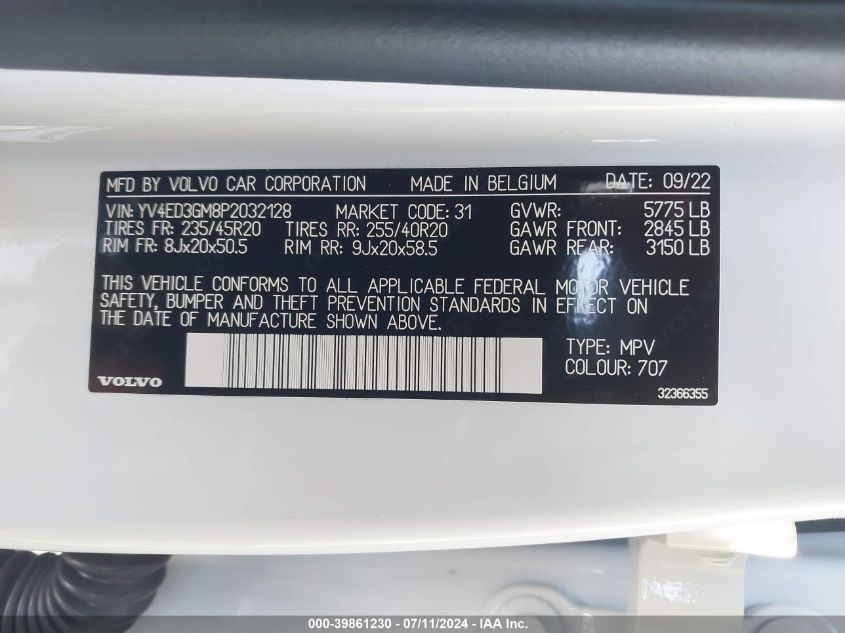 MFD BY VOLVO CAR CORPORATION MADE IN BELGIUM DATE: 09/22
VIN: YV4ED3GM8P2032128 MARKET CODE: 31 GVWR: 5775 LB
TIRES FR: 235/45R20 TIRES RR: 255/40R20 GAWR FRONT: 2845 LB
RIM FR: 8Jx20x50.5 RIM RR: 9Jx20x58.5 GAWR REAR: 3150 LB
THIS VEHICLE CONFORMS TO ALL APPLICABLE FEDERAL MOTOR VEHICLE
SAFETY, BUMPER AND THEFT PREVENTION STANDARDS IN EFFECT ON
THE DATE OF MANUFACTURE SHOWN ABOVE.
TYPE: MPV
COLOUR: 707
VOLVO
32366355
000-39861230 - 07/11/2024 - IAA Inc.